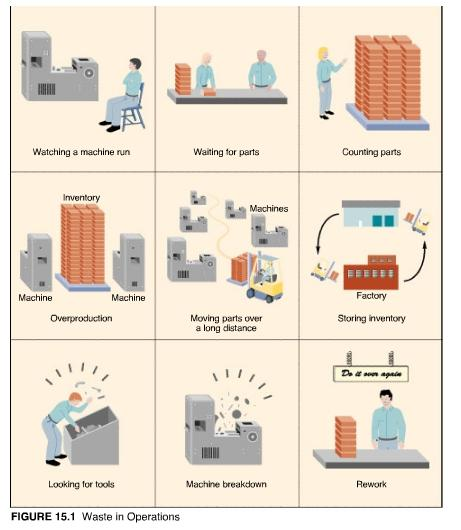 Watching a machine run
Waiting for parts
Counting parts
Inventory
Machine
Machine
Overproduction
Machines
Moving parts over
a long distance
Factory
Storing inventory
Looking for tools
Machine breakdown
Do it over again
Rework
FIGURE 15.1 Waste in Operations